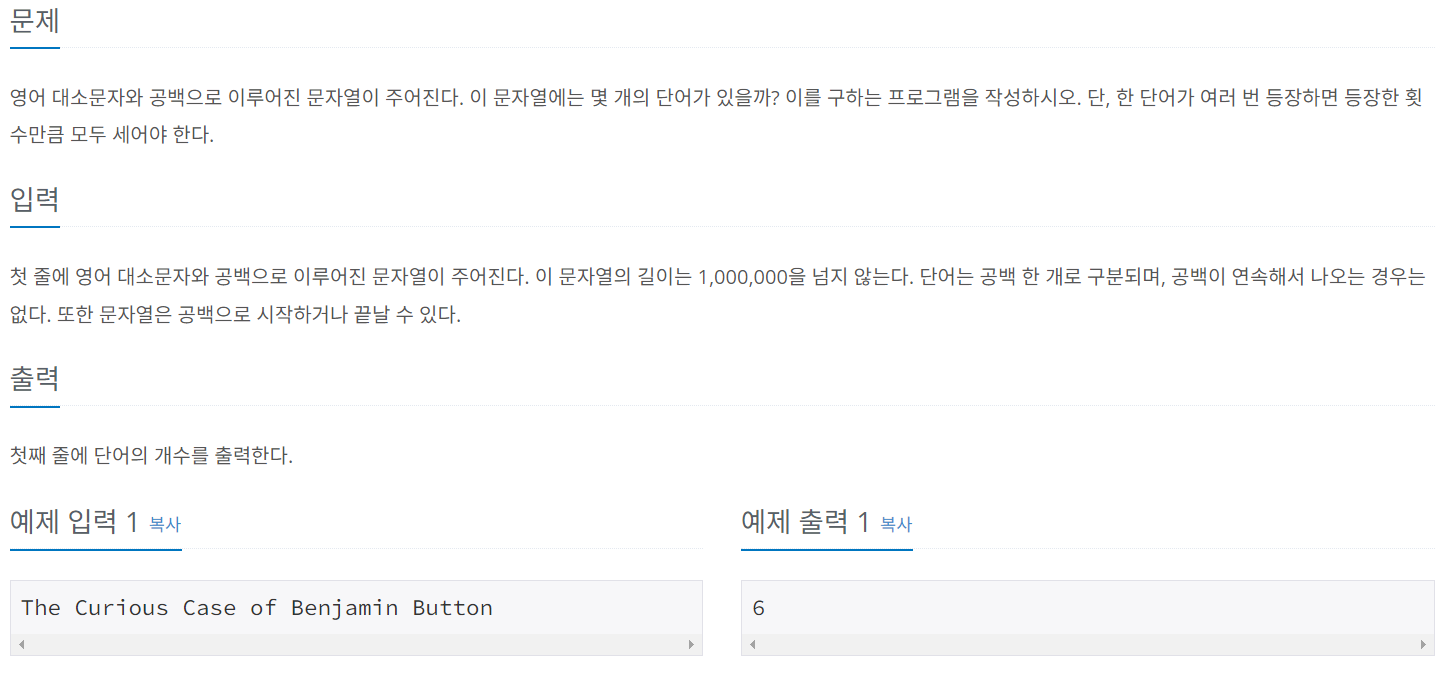 문제
영어 대소문자와 공백으로 이루어진 문자열이 주어진다. 이 문자열에는 몇 개의 단어가 있을까? 이를 구하는 프로그램을 작성하시오. 단, 한 단어가 여러 번 등장하면 등장한 횟
수만큼 모두 세어야 한다.
입력
첫 줄에 영어 대소문자와 공백으로 이루어진 문자열이 주어진다. 이 문자열의 길이는 1,000,000을 넘지 않는다. 단어는 공백 한 개로 구분되며, 공백이 연속해서 나오는 경우는
없다. 또한 문자열은 공백으로 시작하거나 끝날 수 있다.
출력
첫째 줄에 단어의 개수를 출력한다.
예제 입력 1 복사
The Curious Case of Benjamin Button
예제 출력 1 복사
6